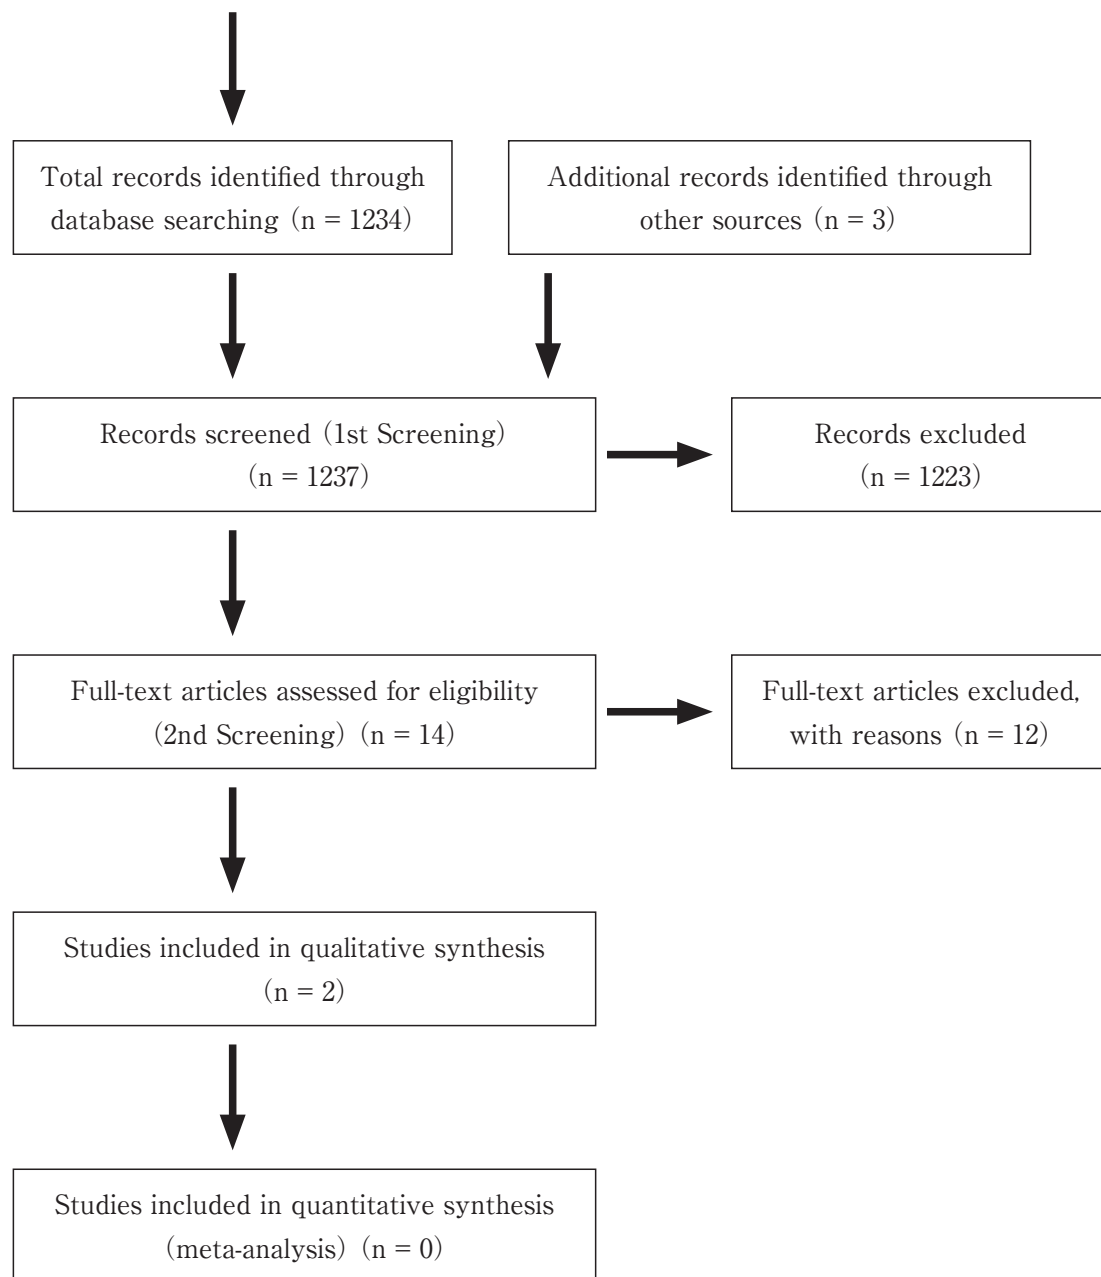 Total records identified through
database searching (n = 1234)
Additional records identified through
other sources (n = 3)
Records screened (1st Screening)
(n = 1237)
Records excluded
(n = 1223)
Full-text articles assessed for eligibility
(2nd Screening) (n = 14)
Full-text articles excluded,
with reasons (n = 12)
Studies included in qualitative synthesis
(n = 2)
Studies included in quantitative synthesis
(meta-analysis) (n = 0)